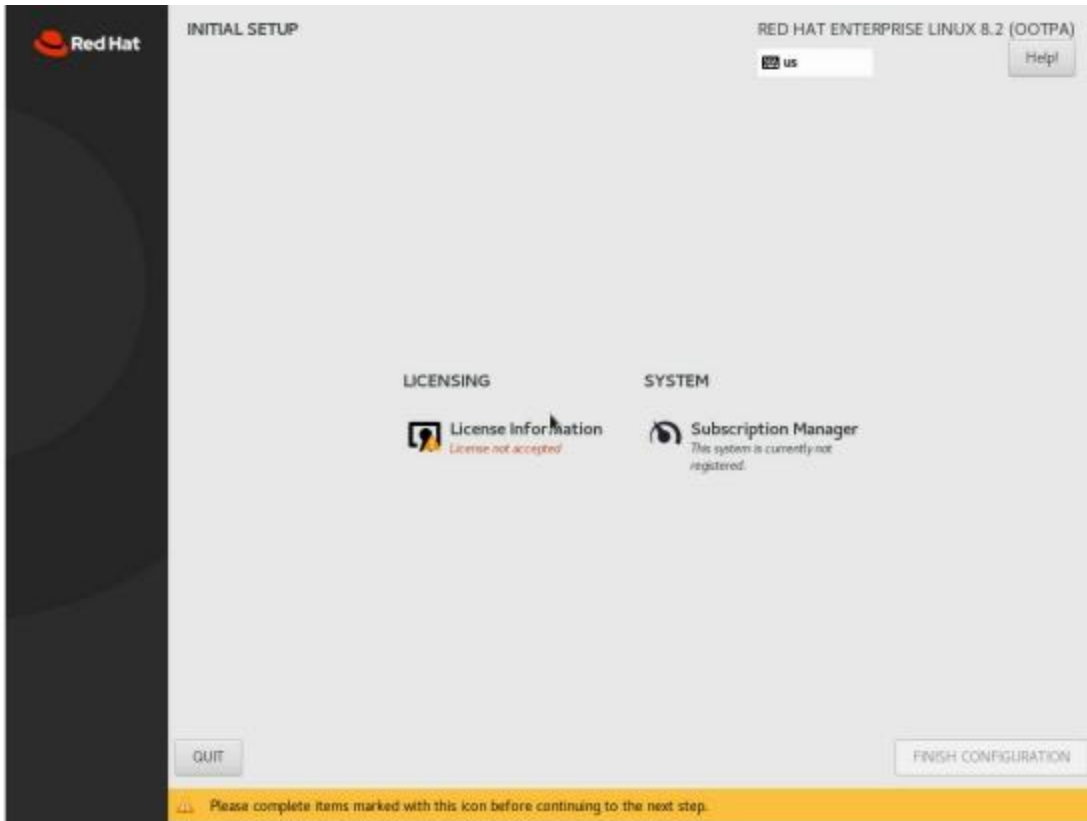 Red Hat
INITIAL SETUP
RED HAT ENTERPRISE LINUX 8.2 (OOTPA)
us
Help!
LICENSING
License Information
License not accepted
SYSTEM
Subscription Manager
This system is currently not
registered.
QUIT
FINISH CONFIGURATION
Please complete items marked with this icon before continuing to the next step.